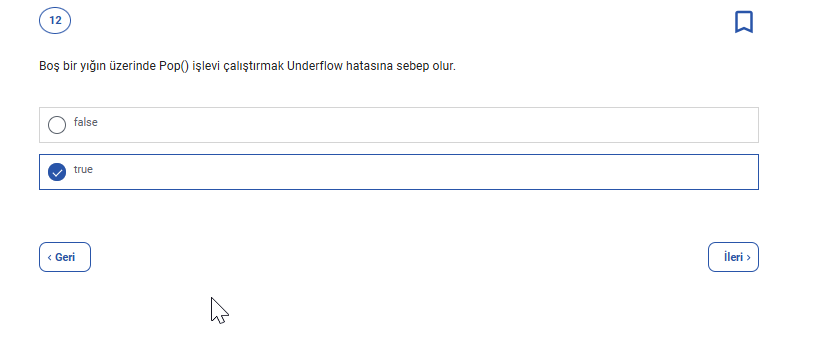 12
Boş bir yığın üzerinde Pop() işlevi çalıştırmak Underflow hatasına sebep olur.
false
true
‹ Geri
İleri ›